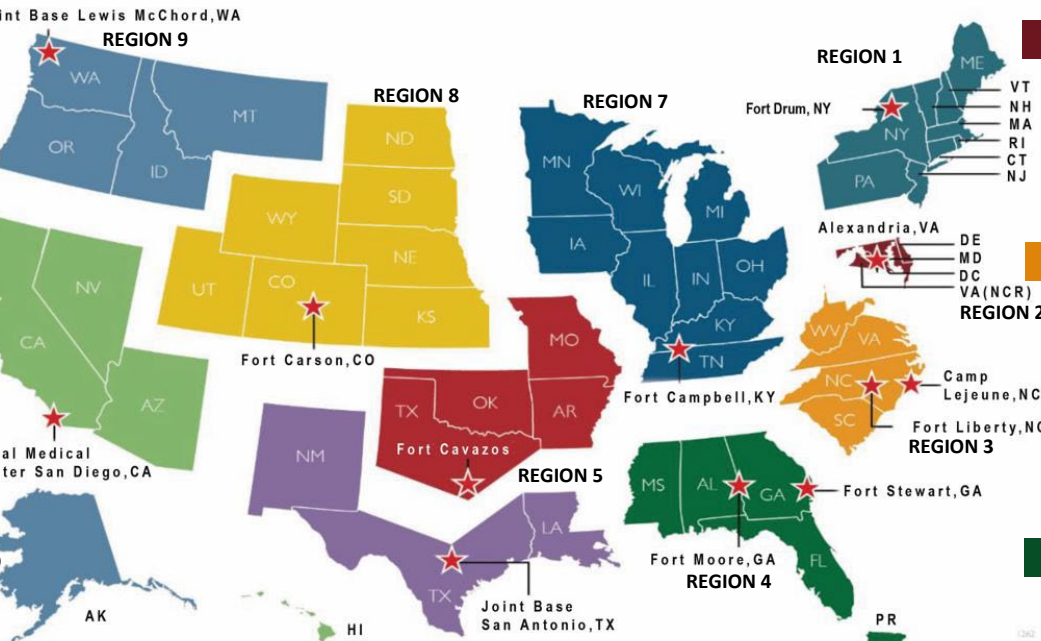 int Base Lewis McChord,WA
REGION 9
WA
MT
OR
ID
REGION 8
ND
SD
WY
NE
UT
CO
KS
Fort Carson,CO
REGION 7
MN
WI
MI
IA
IL
IN
OH
KY
TN
Fort Campbell,KY
REGION 1
ME
Fort Drum, NY
VT
NH
MA
RI
CT
NJ
NY
PA
Alexandria,VA
DE
MD
DC
VA(NCR)
REGION 2
WV
VA
NC
SC
Camp
Lejeune,NC
Fort Liberty,NC
REGION 3
NV
CA
AZ
al Medical
ter San Diego,CA
MO
TX
OK
AR
Fort Cavazos
REGION 5
NM
LA
TX
Joint Base
San Antonio,TX
MS
AL
GA
FL
Fort Stewart,GA
Fort Moore,GA
REGION 4
AK
HI
PR
1262